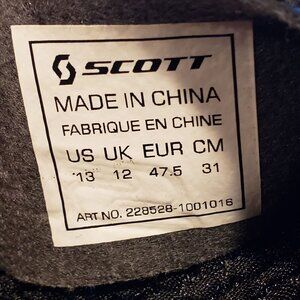 SCOTT
MADE IN CHINA
FABRIQUE EN CHINE
US UK EUR CM
13 12 47.5 31
ART NO. 228526-1001016